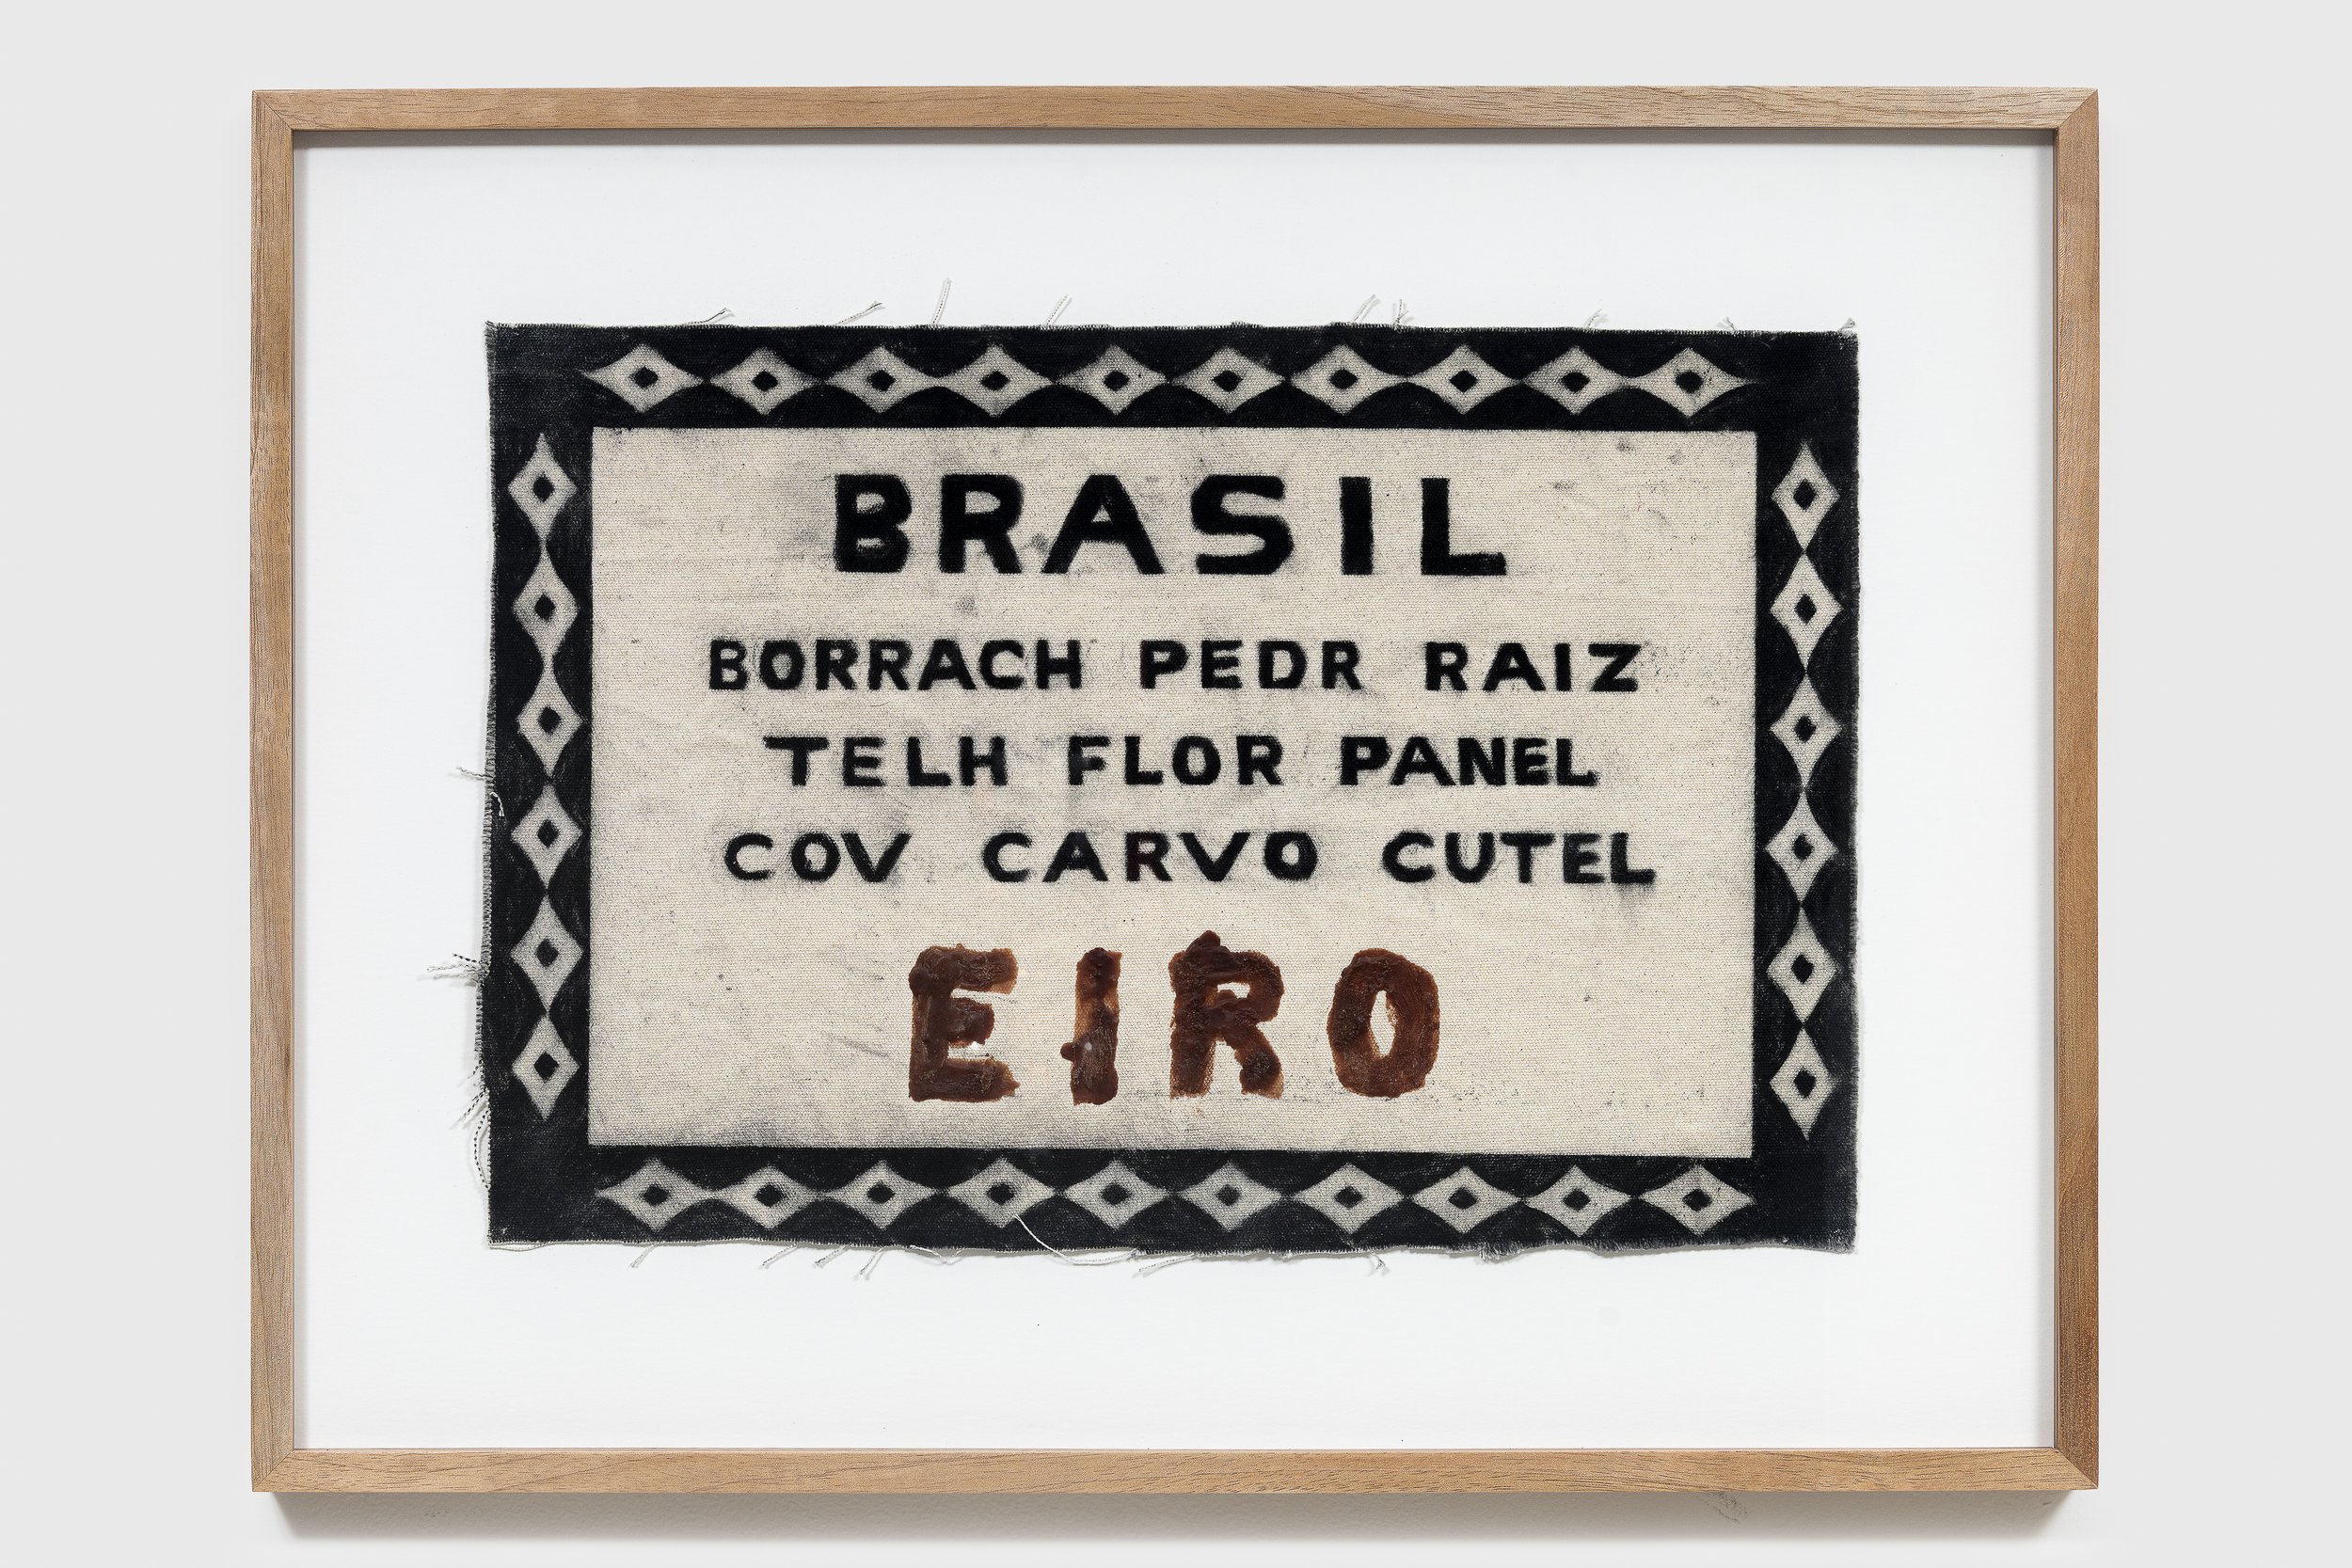 BRASIL
BORRACH PEDR RAIZ
TELH FLOR PANEL
COV CARVO CUTEL
EIRO